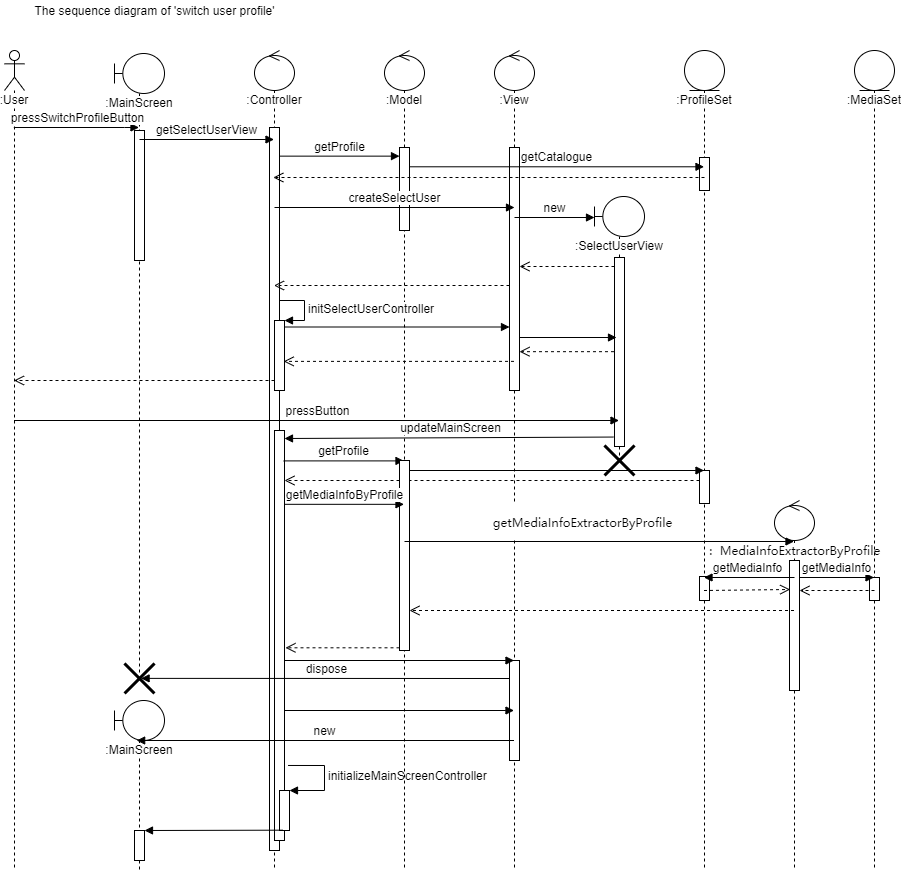 The sequence diagram of 'switch user profile'
:User
:MainScreen
:Controller
:Model
:View
:ProfileSet
:MediaSet
pressSwitchProfileButton
getSelectUserView
getProfile
getCatalogue
createSelectUser
new
:SelectUserView
initSelectUserController
pressButton
updateMainScreen
getProfile
getMediaInfoByProfile
getMediaInfoExtractorByProfile
: MediaInfoExtractorByProfile
getMediaInfo
getMediaInfo
dispose
new
:MainScreen
initializeMainScreenController